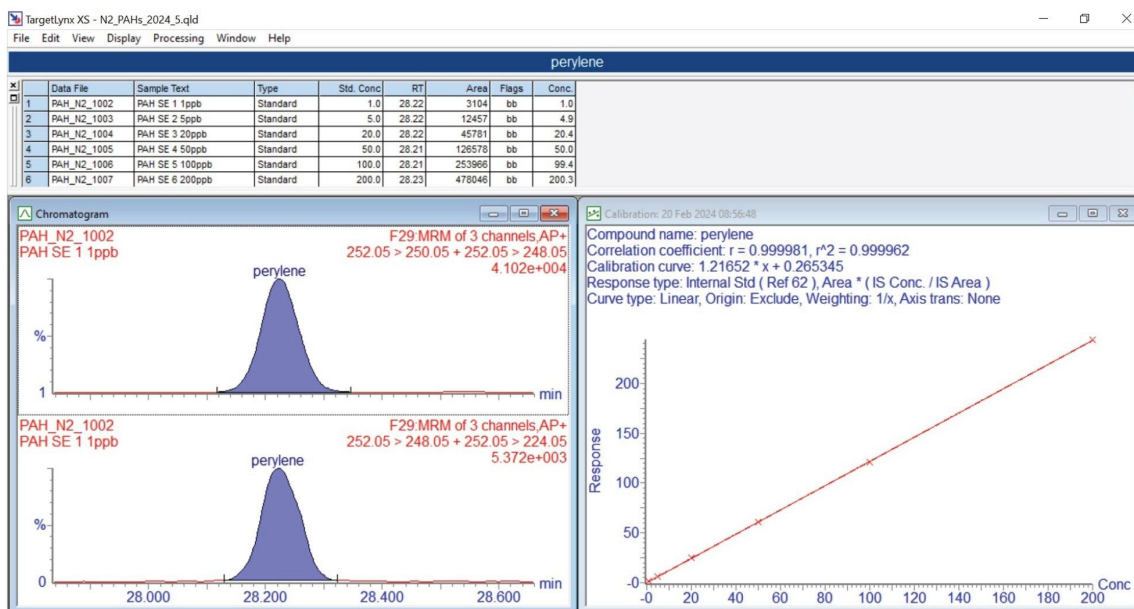 TargetLynx XS - N2_PAHs_2024_5.qld
File Edit View Display Processing Window Help
perylene
Data File Sample Text Type Std. Conc RT Area Flags Conc.
1 PAH_N2_1002 PAH SE 1 1ppb Standard 1.0 28.22 3104 bb 1.0
2 PAH_N2_1003 PAH SE 2 5ppb Standard 5.0 28.22 12457 bb 4.9
3 PAH_N2_1004 PAH SE 3 20ppb Standard 20.0 28.22 45781 bb 20.4
4 PAH_N2_1005 PAH SE 4 50ppb Standard 50.0 28.21 126578 bb 50.0
5 PAH_N2_1006 PAH SE 5 100ppb Standard 100.0 28.21 253966 bb 99.4
6 PAH_N2_1007 PAH SE 6 200ppb Standard 200.0 28.23 478046 bb 200.3
Chromatogram
PAH_N2_1002 F29:MRM of 3 channels,AP+
PAH SE 1 1ppb 252.05 > 250.05 + 252.05 > 248.05
4.102e+004
perylene
%
1
min
PAH_N2_1002 F29:MRM of 3 channels,AP+
PAH SE 1 1ppb 252.05 > 248.05 + 252.05 > 224.05
5.372e+003
perylene
%
0
min
28.000 28.200 28.400 28.600
Calibration: 20 Feb 2024 08:56:48
Compound name: perylene
Correlation coefficient: r = 0.999981, r^2 = 0.999962
Calibration curve: 1.21652 * x + 0.265345
Response type: Internal Std ( Ref 62 ), Area * ( IS Conc. / IS Area )
Curve type: Linear, Origin: Exclude, Weighting: 1/x, Axis trans: None
Response
200
150
100
50
-0
Conc
-0 20 40 60 80 100 120 140 160 180 200